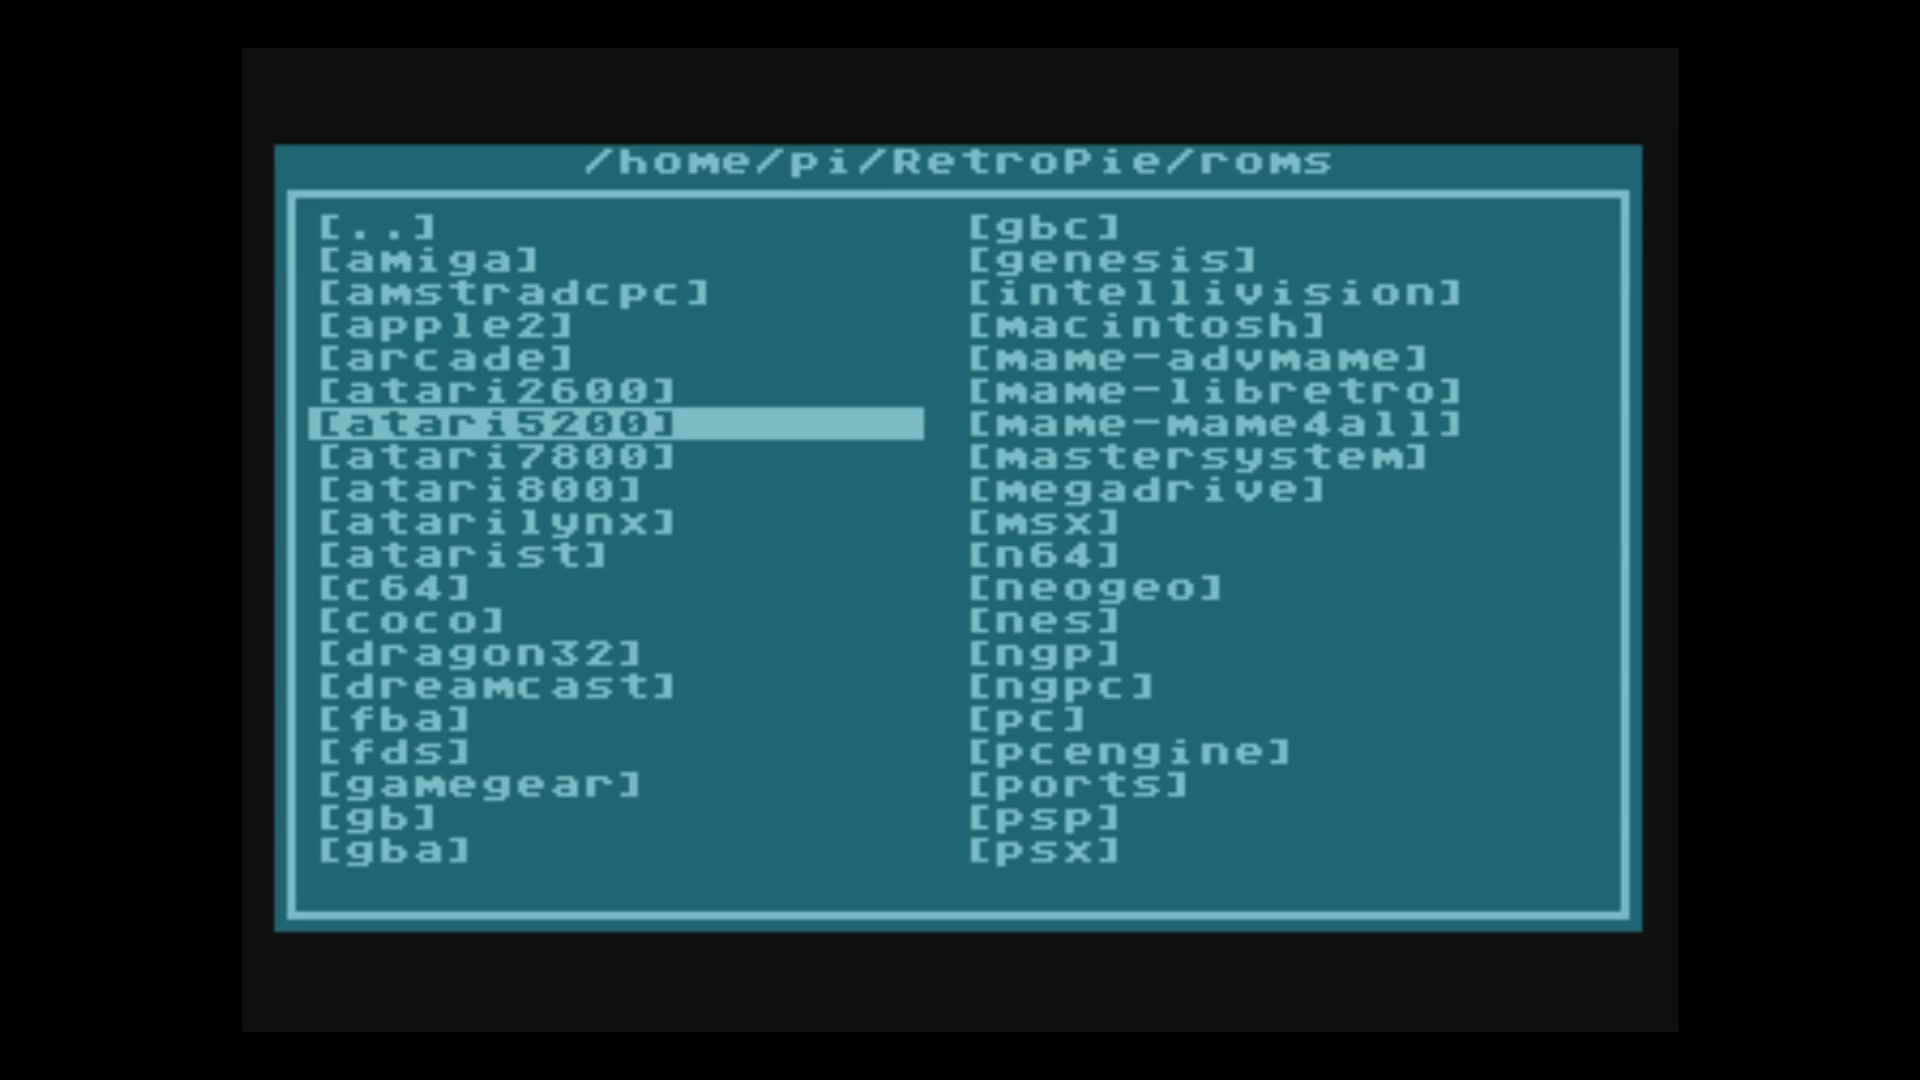 /home/pi/RetroPie/roms
[..]
[amiga]
[amstradcpc]
[apple2]
[arcade]
[atari2600]
[atari5200]
[atari7800]
[atari800]
[atarilynx]
[atarist]
[c64]
[coco]
[dragon32]
[dreamcast]
[fba]
[fds]
[gamegear]
[gb]
[gba]
[gbc]
[genesis]
[intellivision]
[macintosh]
[mame-advmame]
[mame-libretro]
[mame-mame4all]
[mastersystem]
[megadrive]
[msx]
[n64]
[neogeo]
[nes]
[ngp]
[ngpc]
[pc]
[pcengine]
[ports]
[psp]
[psx]